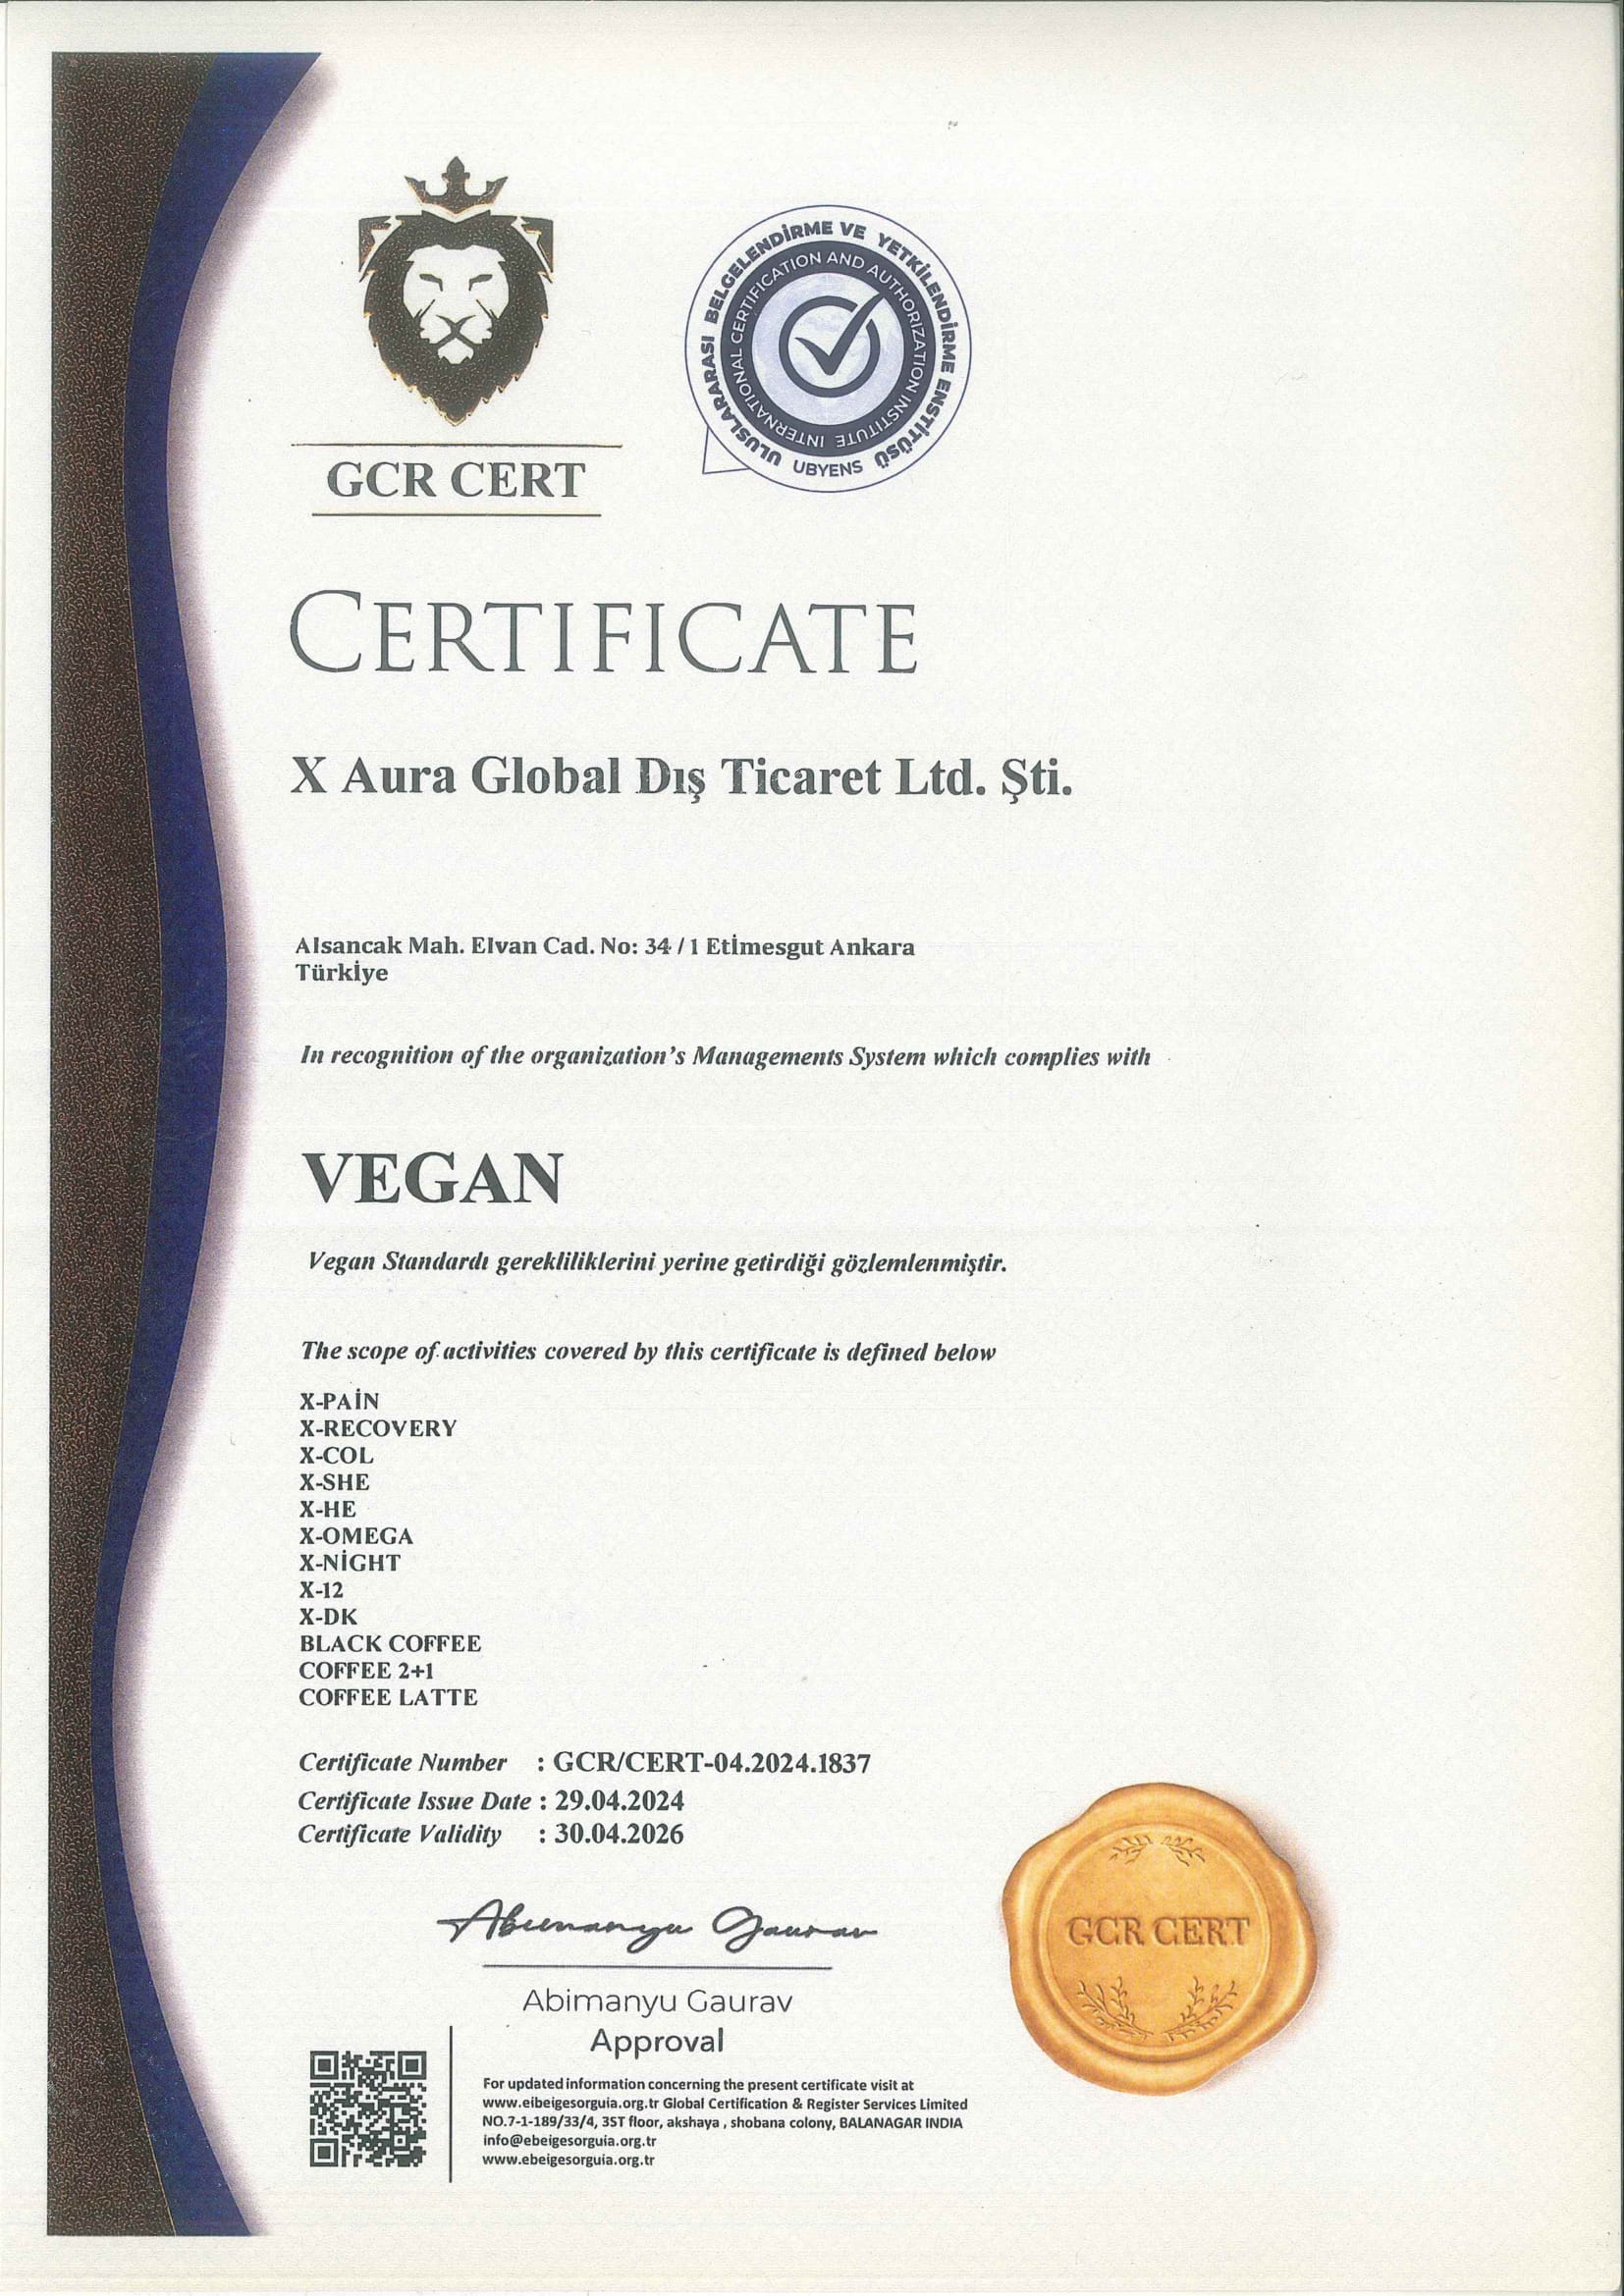 GCR CERT
ULUSLARARASI BELGELENDİRME VE YETKİLENDİRME ENSTİTÜSÜ
INTERNATIONAL CERTIFICATION AND AUTHORIZATION INSTITUTE
UBYENS
CERTIFICATE
X Aura Global Dış Ticaret Ltd. Şti.
Alsancak Mah. Elvan Cad. No: 34 / 1 Etİmesgut Ankara
Türkİye
In recognition of the organization's Managements System which complies with
VEGAN
Vegan Standardı gerekliliklerini yerine getirdiği gözlemlenmiştir.
The scope of activities covered by this certificate is defined below
X-PAİN
X-RECOVERY
X-COL
X-SHE
X-HE
X-OMEGA
X-NİGHT
X-12
X-DK
BLACK COFFEE
COFFEE 2+1
COFFEE LATTE
Certificate Number : GCR/CERT-04.2024.1837
Certificate Issue Date : 29.04.2024
Certificate Validity : 30.04.2026
Abimanyu Gaurav
Abimanyu Gaurav
Approval
GCR CERT
For updated information concerning the present certificate visit at
www.eibeigesorguia.org.tr Global Certification & Register Services Limited
NO.7-1-189/33/4, 3ST floor, akshaya , shobana colony, BALANAGAR INDIA
info@ebeigesorguia.org.tr
www.ebeigesorguia.org.tr